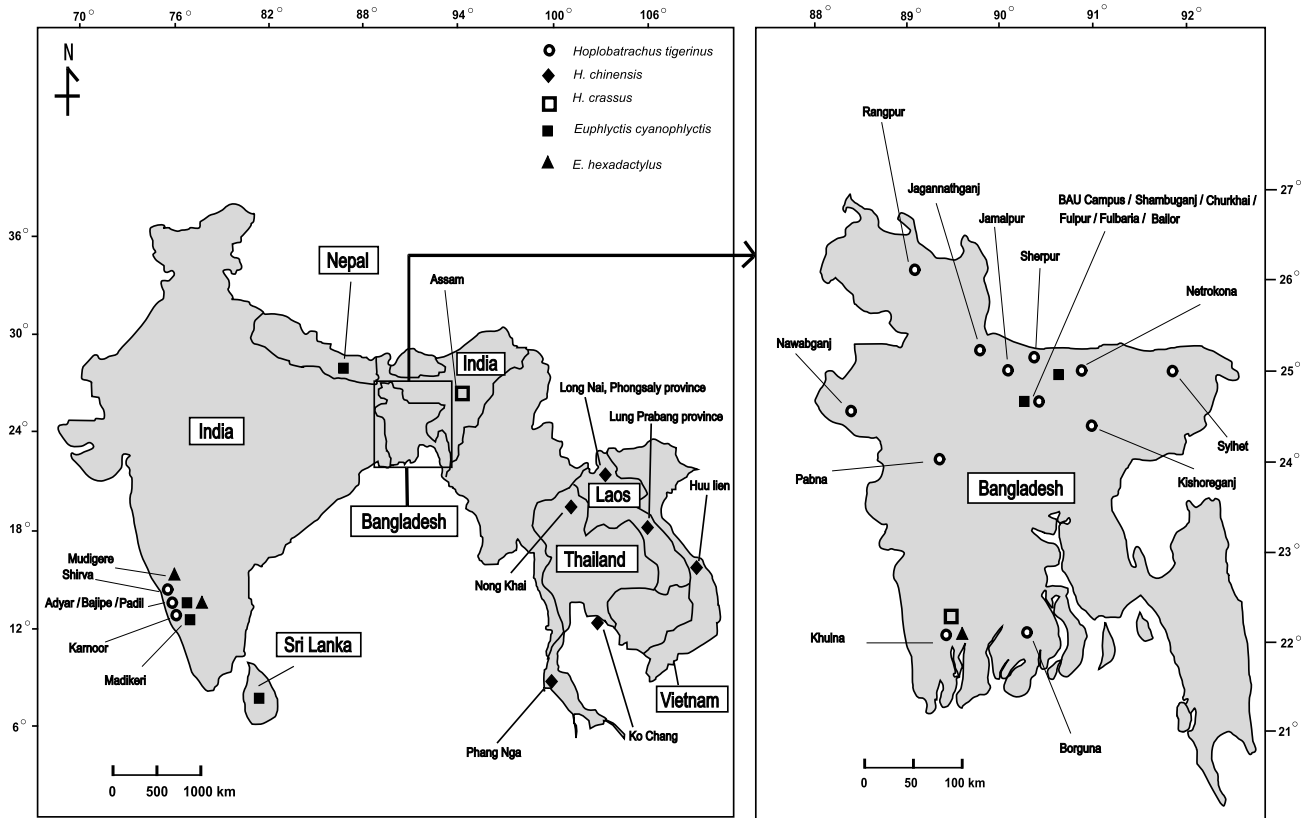 70° 76° 82° 88° 94° 100° 106°
88° 89° 90° 91° 92°
N
Hoplobatrachus tigerinus
H. chinensis
H. crassus
Euphlyctis cyanophlyctis
E. hexadactylus
36°
30°
24°
18°
12°
6°
Nepal
Assam
India
India
Long Nai, Phongsaly province
Lung Prabang province
Huu lien
Laos
Bangladesh
Thailand
Nong Khai
Mudigere
Shirva
Adyar / Bajipe / Padil
Karnoor
Madikeri
Sri Lanka
Vietnam
Ko Chang
Phang Nga
0 500 1000 km
Rangpur
Jagannathganj
BAU Campus / Shambuganj / Churkhai /
Fulpur / Fulbaria / Ballor
Jamalpur
Sherpur
Netrokona
Nawabganj
Sylhet
Pabna
Kishoreganj
Bangladesh
Khulna
Borguna
27°
26°
25°
24°
23°
22°
21°
0 50 100 km